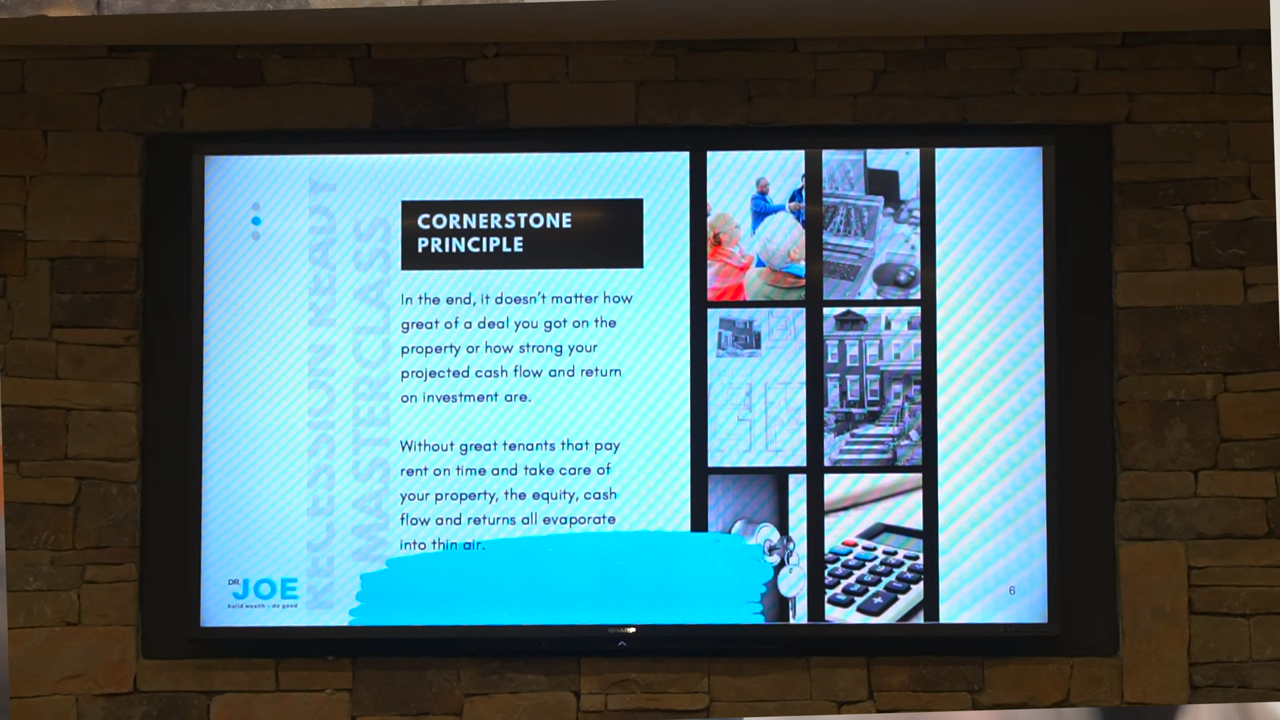 CORNERSTONE
PRINCIPLE
In the end, it doesn't matter how
great of a deal you got on the
property or how strong your
projected cash flow and return
on investment are.
Without great tenants that pay
rent on time and take care of
your property, the equity, cash
flow and returns all evaporate
into thin air.
MASTERCLASS
DR.
JOE
build wealth - do good
6
SHARP